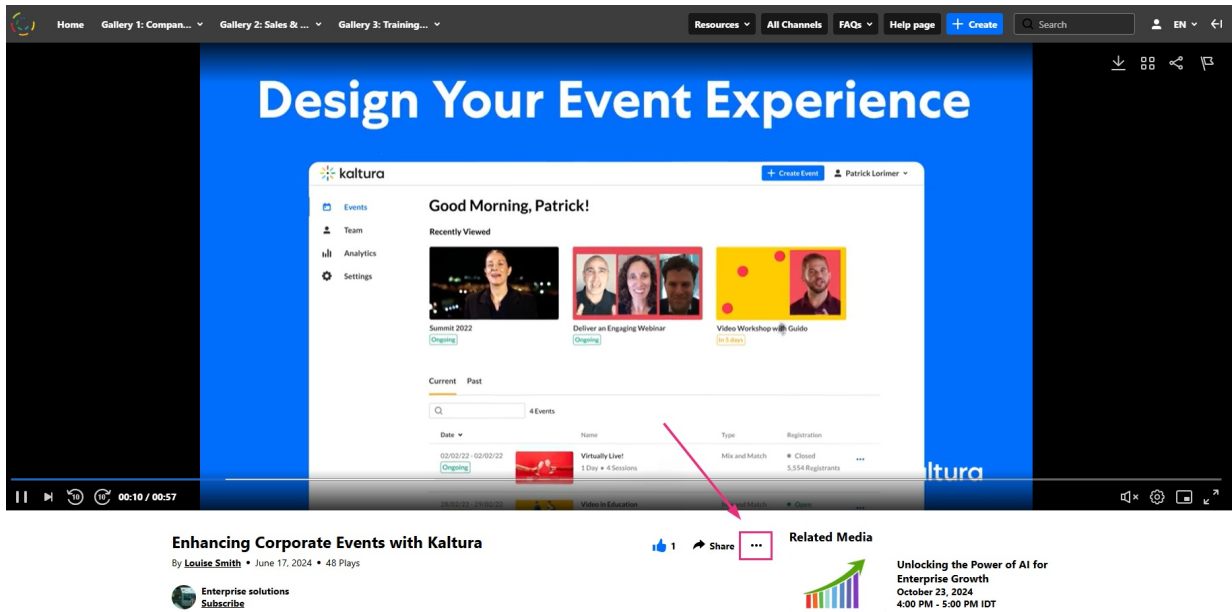 Home Gallery 1: Compan... Gallery 2: Sales & ... Gallery 3: Training... Resources All Channels FAQs Help page + Create Search EN
Design Your Event Experience
kaltura + Create Event Patrick Lorimer
Events
Team
Analytics
Settings
Good Morning, Patrick!
Recently Viewed
Summit 2022
Ongoing
Deliver an Engaging Webinar
Ongoing
Video Workshop with Guido
In 5 days
Current Past
4 Events
Date Name Type Registration
02/02/22 - 02/02/22 Virtually Live! Mix and Match Closed ...
Ongoing 1 Day • 4 Sessions 5,554 Registrants
Video in Education Open
ltura
10 10 00:10 / 00:57
Enhancing Corporate Events with Kaltura
By Louise Smith • June 17, 2024 • 48 Plays
1 Share ...
Enterprise solutions
Subscribe
Related Media
Unlocking the Power of AI for
Enterprise Growth
October 23, 2024
4:00 PM - 5:00 PM IDT